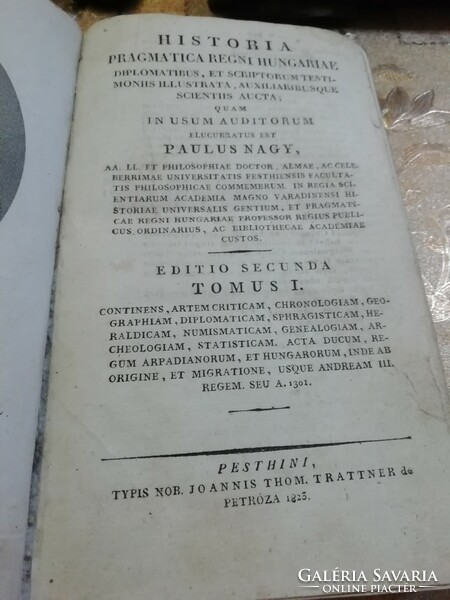 HISTORIA
PRAGMATICA REGNI HUNGARIAE
DIPLOMATIBUS, ET SCRIPTORUM TESTI-
MONIIS ILLUSTRATA, AUXILIARIBUSQUE
SCIENTIIS AUCTA;
QUAM
IN USUM AUDITORUM
ELUCUBRATUS EST
PAULUS NAGY,
AA. LL. ET PHILOSOPHIAE DOCTOR, ALMAE, AC CELE-
BERRIMAE UNIVERSITATIS PESTHIENSIS FACULTA-
TIS PHILOSOPHICAE COMMEMBRUM. IN REGIA SCI-
ENTIARUM ACADEMIA MAGNO VARADINENSI HI-
STORIAE UNIVERSALIS GENTIUM, ET PRAGMATI-
CAE REGNI HUNGARIAE PROFESSOR REGIUS PUBLI-
CUS ORDINARIUS, AC BIBLIOTHECAE ACADEMIAE
CUSTOS.
EDITIO SECUNDA
TOMUS I.
CONTINENS, ARTEM CRITICAM, CHRONOLOGIAM, GEO-
GRAPHIAM, DIPLOMATICAM, SPHRAGISTICAM, HE-
RALDICAM, NUMISMATICAM, GENEALOGIAM, AR-
CHEOLOGIAM, STATISTICAM. ACTA DUCUM, RE-
GUM ARPADIANORUM, ET HUNGARORUM, INDE AB
ORIGINE, ET MIGRATIONE, USQUE ANDREAM III.
REGEM. SEU A. 1301.
PESTHINI,
TYPIS NOB. JOANNIS THOM. TRATTNER de
PETRÓZA 1823.
GALÉRIA SAVARIA
ONLINE PIACTÉR